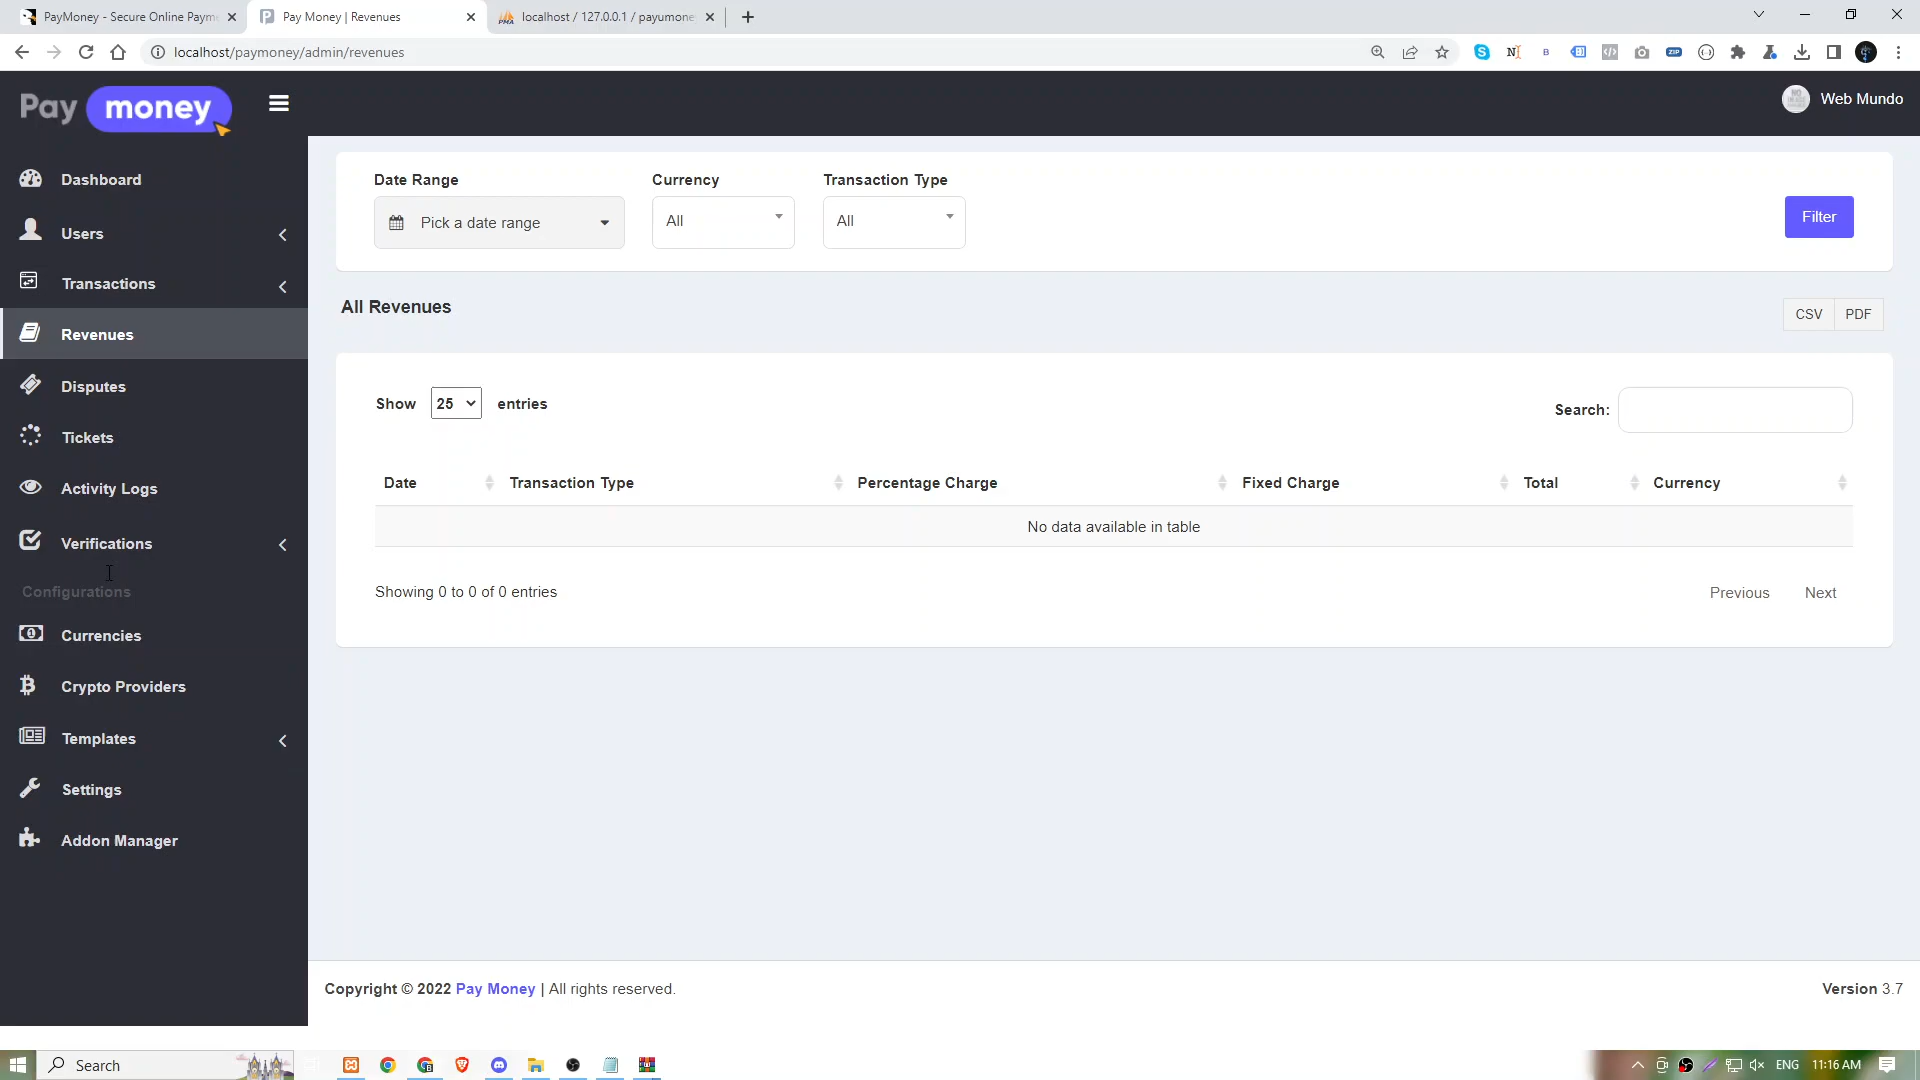 PayMoney - Secure Online Paym
Pay Money | Revenues
localhost / 127.0.0.1 / payumone
localhost/paymoney/admin/revenues
Pay money
Web Mundo
Dashboard
Users
Transactions
Revenues
Disputes
Tickets
Activity Logs
Verifications
Configurations
Currencies
Crypto Providers
Templates
Settings
Addon Manager
Date Range
Currency
Transaction Type
Pick a date range
All
All
Filter
All Revenues
CSV
PDF
Show 25 entries
Search:
Date
Transaction Type
Percentage Charge
Fixed Charge
Total
Currency
No data available in table
Showing 0 to 0 of 0 entries
Previous
Next
Copyright © 2022 Pay Money | All rights reserved.
Version 3.7
Search
ENG
11:16 AM